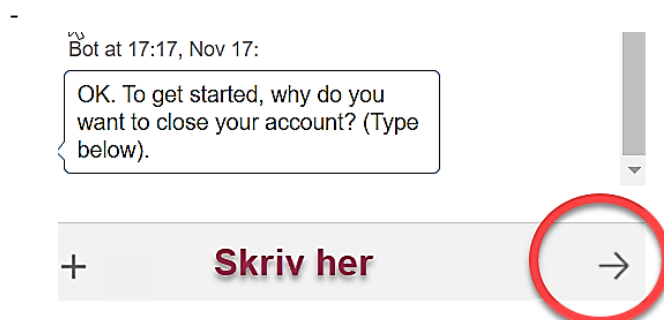 -
Bot at 17:17, Nov 17:
OK. To get started, why do you
want to close your account? (Type
below).
+ Skriv her →